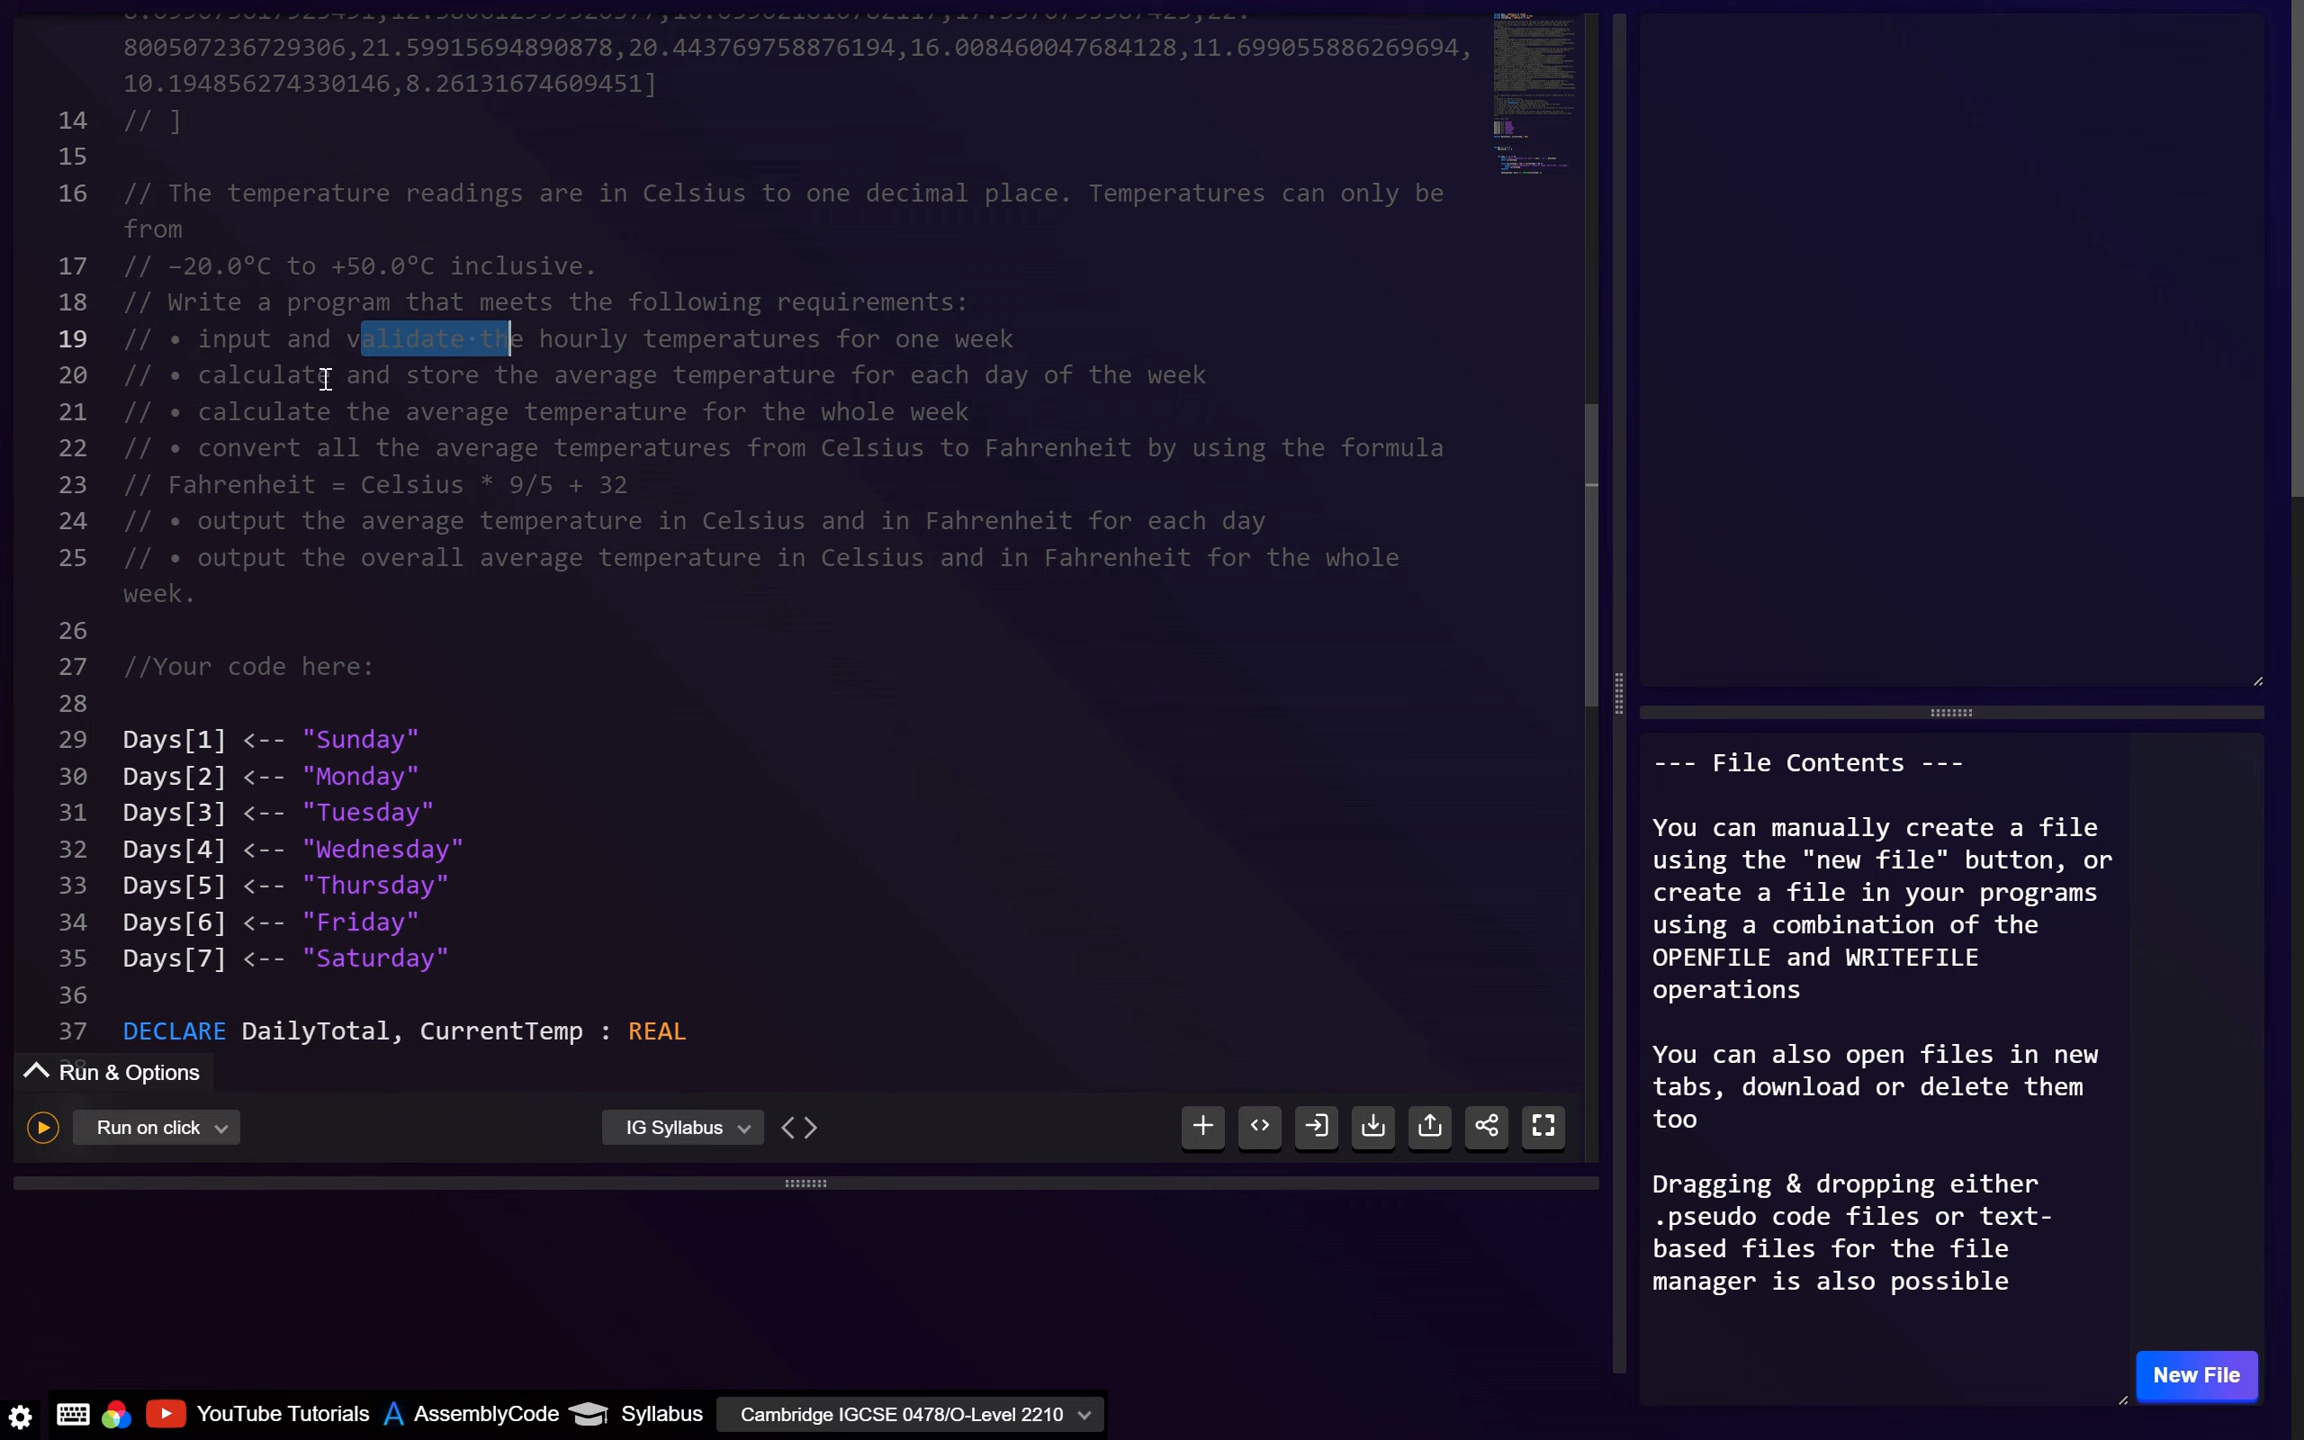 800507236729306,21.59915694890878,20.443769758876194,16.008460047684128,11.699055886269694,
10.194856274330146,8.26131674609451]
14 // ]
15
16 // The temperature readings are in Celsius to one decimal place. Temperatures can only be
from
17 // −20.0°C to +50.0°C inclusive.
18 // Write a program that meets the following requirements:
19 // • input and validate·the hourly temperatures for one week
20 // • calculate and store the average temperature for each day of the week
21 // • calculate the average temperature for the whole week
22 // • convert all the average temperatures from Celsius to Fahrenheit by using the formula
23 // Fahrenheit = Celsius * 9/5 + 32
24 // • output the average temperature in Celsius and in Fahrenheit for each day
25 // • output the overall average temperature in Celsius and in Fahrenheit for the whole
week.
26
27 //Your code here:
28
29 Days[1] <-- "Sunday"
30 Days[2] <-- "Monday"
31 Days[3] <-- "Tuesday"
32 Days[4] <-- "Wednesday"
33 Days[5] <-- "Thursday"
34 Days[6] <-- "Friday"
35 Days[7] <-- "Saturday"
36
37 DECLARE DailyTotal, CurrentTemp : REAL
38
Run & Options
Run on click
IG Syllabus
--- File Contents ---
You can manually create a file
using the "new file" button, or
create a file in your programs
using a combination of the
OPENFILE and WRITEFILE
operations
You can also open files in new
tabs, download or delete them
too
Dragging & dropping either
.pseudo code files or text-
based files for the file
manager is also possible
New File
YouTube Tutorials
AssemblyCode
Syllabus
Cambridge IGCSE 0478/O-Level 2210